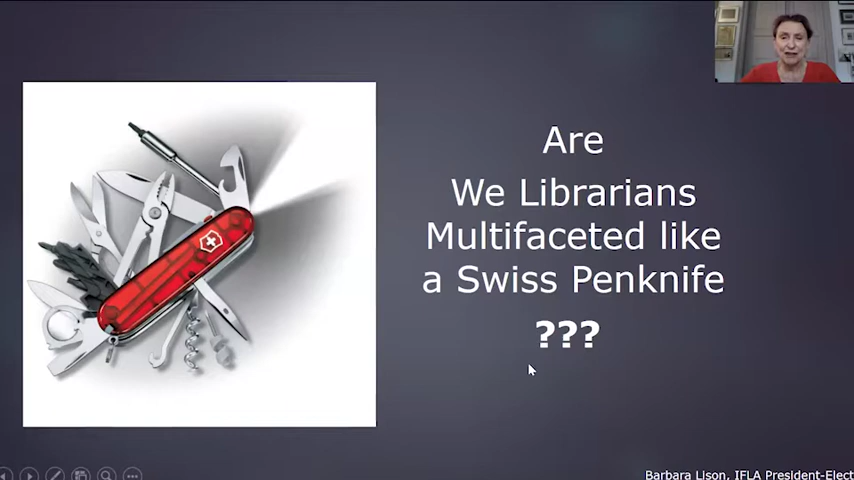 Are
We Librarians
Multifaceted like
a Swiss Penknife
???
Barbara Lison, IFLA President-Elect